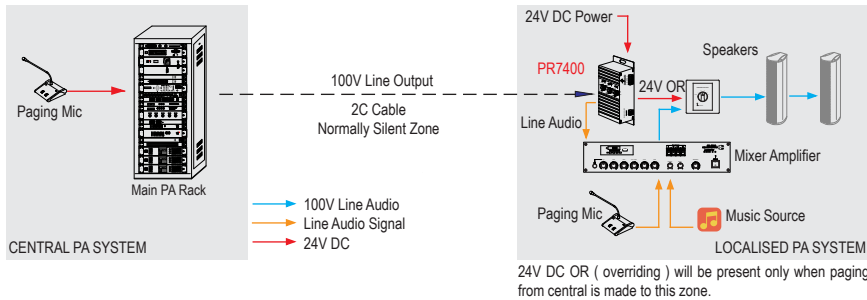 24V DC Power
PR7400
Speakers
100V Line Output
24V OR
Paging Mic
2C Cable
Normally Silent Zone
Line Audio
Mixer Amplifier
Main PA Rack
100V Line Audio
Line Audio Signal
24V DC
Paging Mic
Music Source
CENTRAL PA SYSTEM
LOCALISED PA SYSTEM
24V DC OR ( overriding ) will be present only when paging
from central is made to this zone.